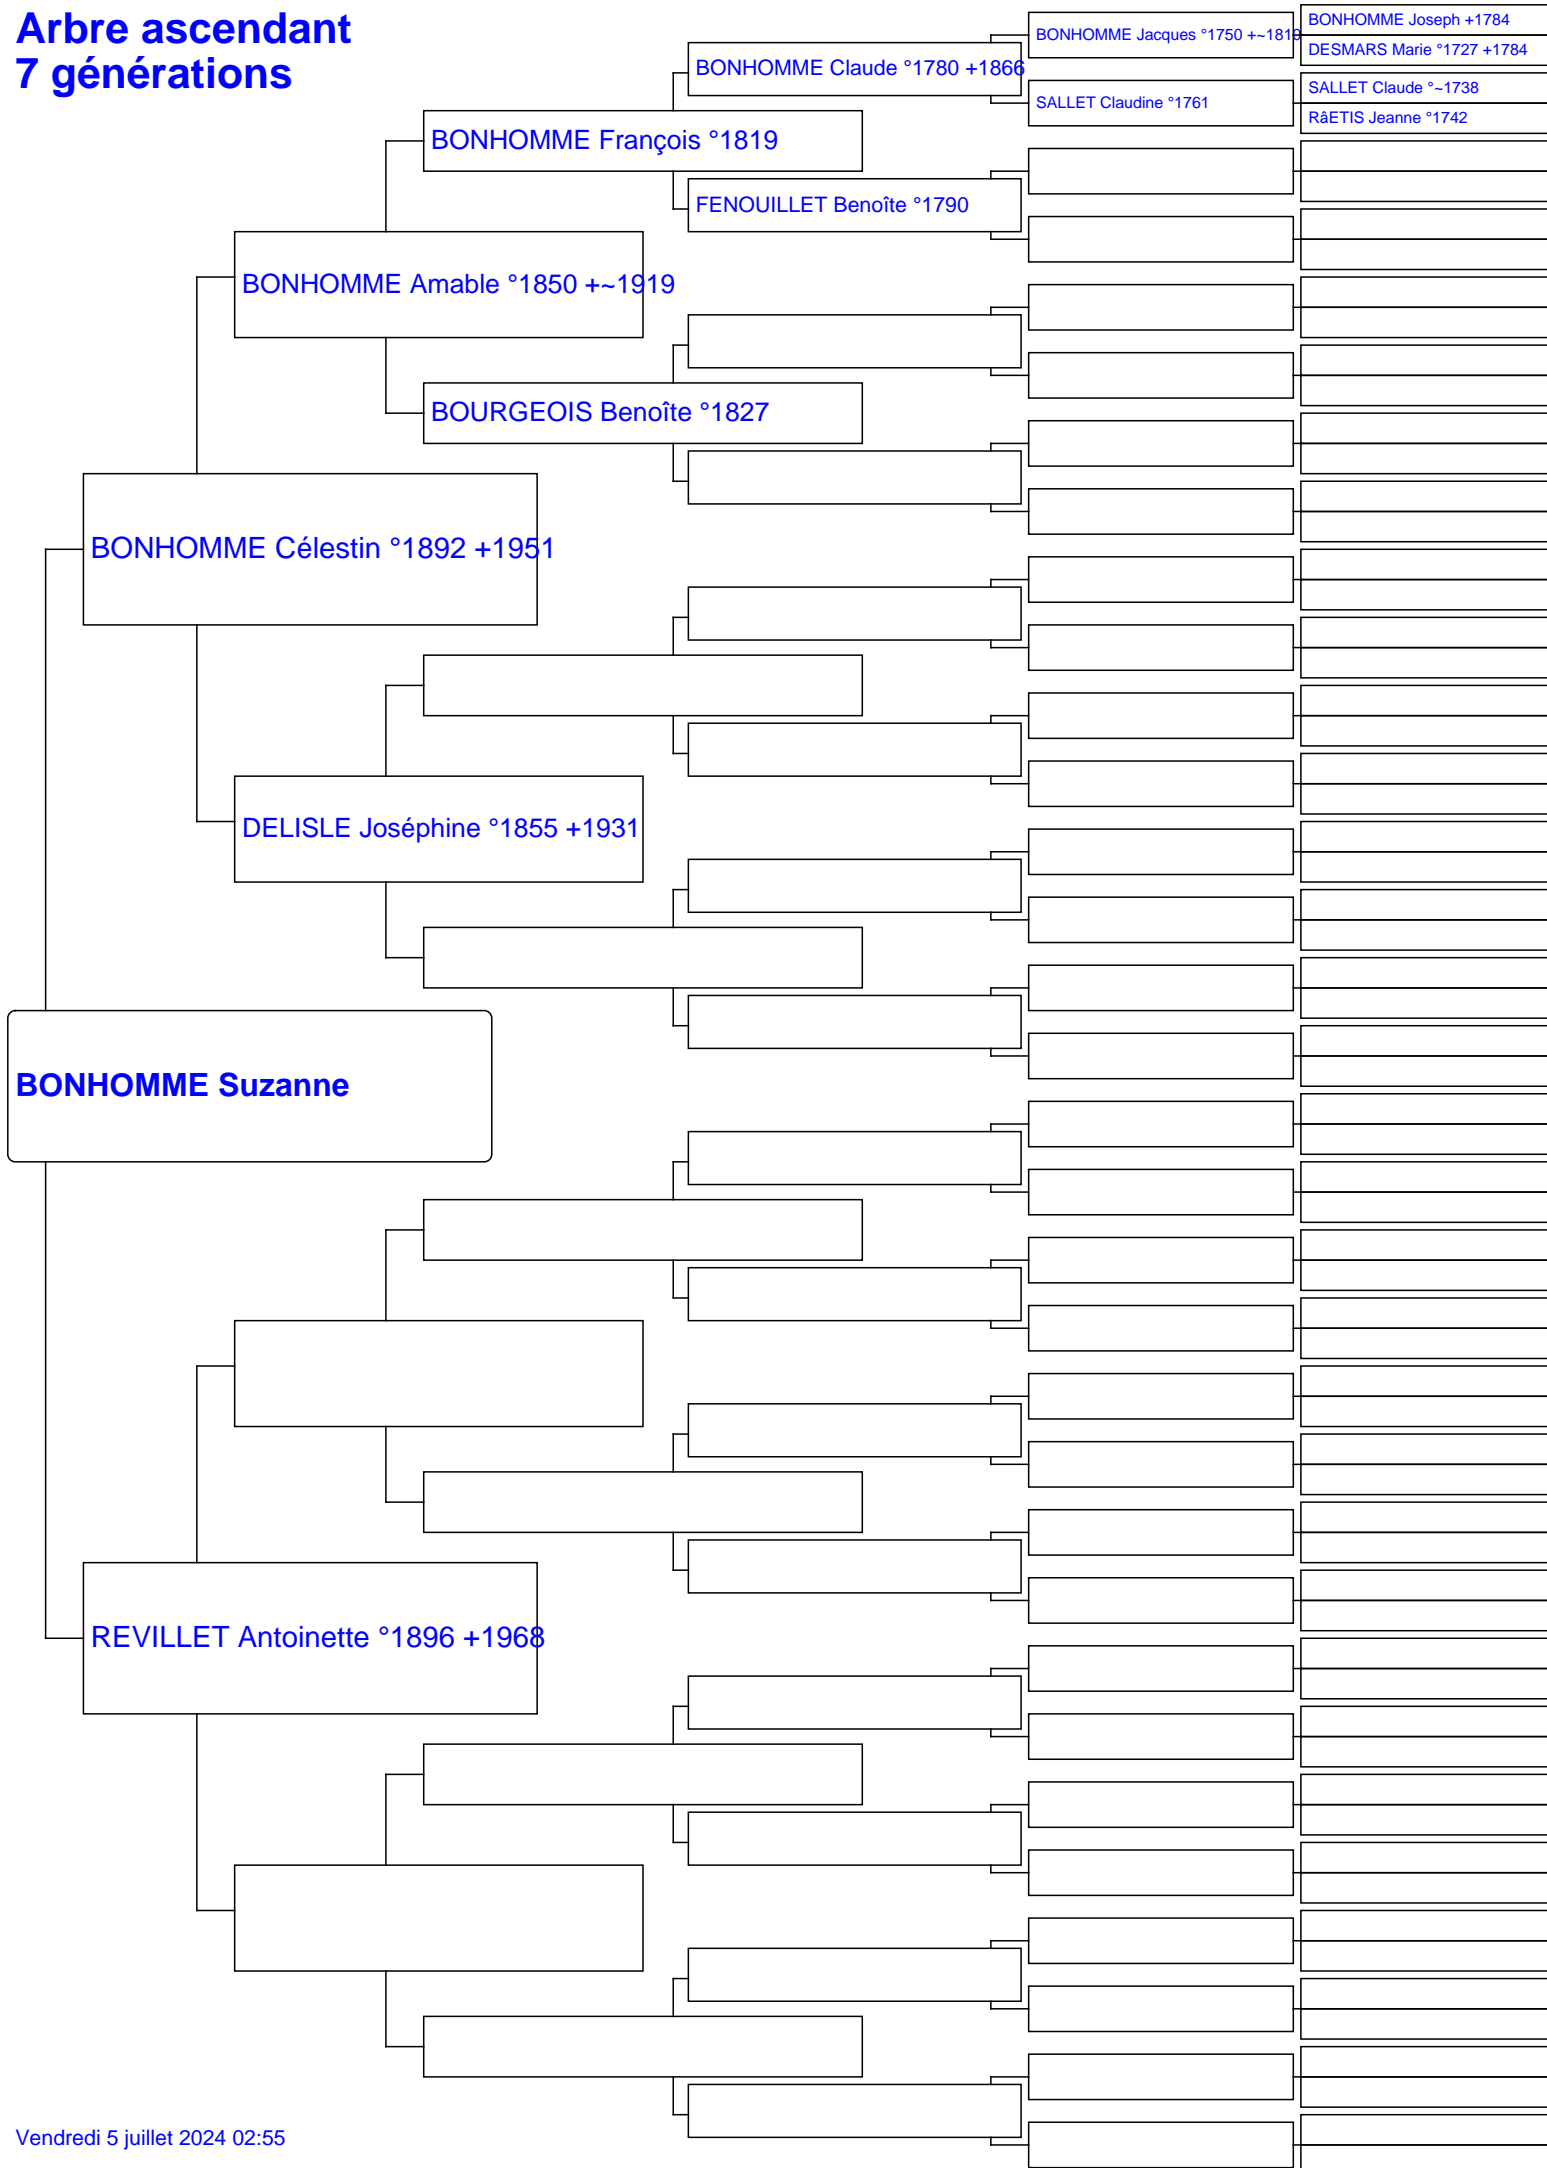 Arbre ascendant
7 générations
BONHOMME Joseph +1784
BONHOMME Jacques °1750 +~1810
DESMARS Marie °1727 +1784
BONHOMME Claude °1780 +1866
SALLET Claude °~1738
SALLET Claudine °1761
RâETIS Jeanne °1742
BONHOMME François °1819
FENOUILLET Benoîte °1790
BONHOMME Amable °1850 +~1919
BOURGEOIS Benoîte °1827
BONHOMME Célestin °1892 +1951
DELISLE Joséphine °1855 +1931
BONHOMME Suzanne
REVILLET Antoinette °1896 +1968
Vendredi 5 juillet 2024 02:55